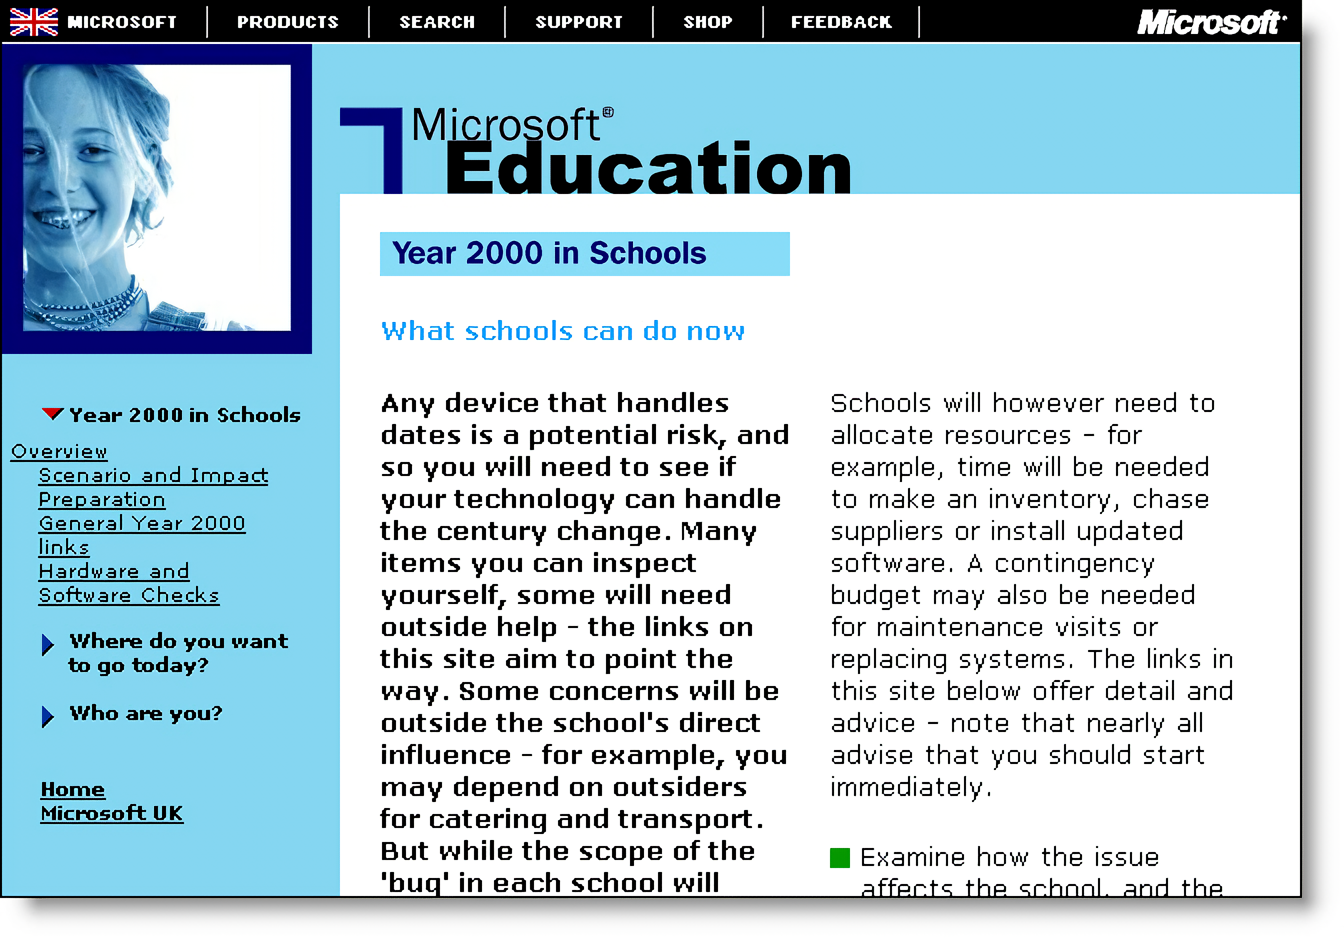 MICROSOFT PRODUCTS SEARCH SUPPORT SHOP FEEDBACK Microsoft
Microsoft®
Education
Year 2000 in Schools
Overview
Scenario and Impact
Preparation
General Year 2000
links
Hardware and
Software Checks
Where do you want
to go today?
Who are you?
Home
Microsoft UK
Year 2000 in Schools
What schools can do now
Any device that handles
dates is a potential risk, and
so you will need to see if
your technology can handle
the century change. Many
items you can inspect
yourself, some will need
outside help - the links on
this site aim to point the
way. Some concerns will be
outside the school's direct
influence - for example, you
may depend on outsiders
for catering and transport.
But while the scope of the
'bug' in each school will
Schools will however need to
allocate resources - for
example, time will be needed
to make an inventory, chase
suppliers or install updated
software. A contingency
budget may also be needed
for maintenance visits or
replacing systems. The links in
this site below offer detail and
advice - note that nearly all
advise that you should start
immediately.
Examine how the issue
affects the school, and the